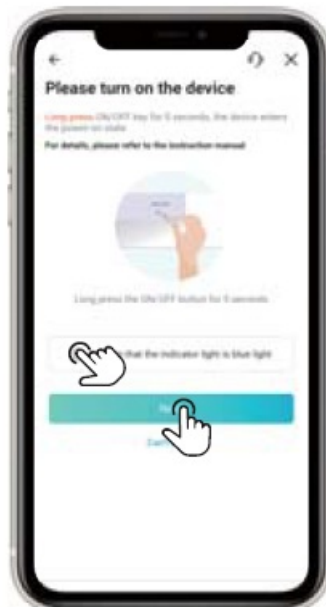 Please turn on the device
Long press ON/OFF key for 5 seconds, the device enters
the power-on state
For details, please refer to the instruction manual
Long press the ON/OFF button for 5 seconds
that the indicator light is blue light